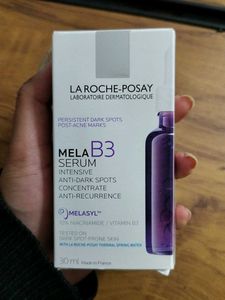 LA ROCHE-POSAY
LABORATOIRE DERMATOLOGIQUE
PERSISTENT DARK SPOTS
POST-ACNE MARKS
MELA B3
SERUM
INTENSIVE
ANTI-DARK SPOTS
CONCENTRATE
ANTI-RECURRENCE
MELASYL™
10% NIACINAMIDE / VITAMIN B3
TESTED ON
DARK SPOT-PRONE SKIN
WITH LA ROCHE-POSAY THERMAL SPRING WATER
30 ml Made in France